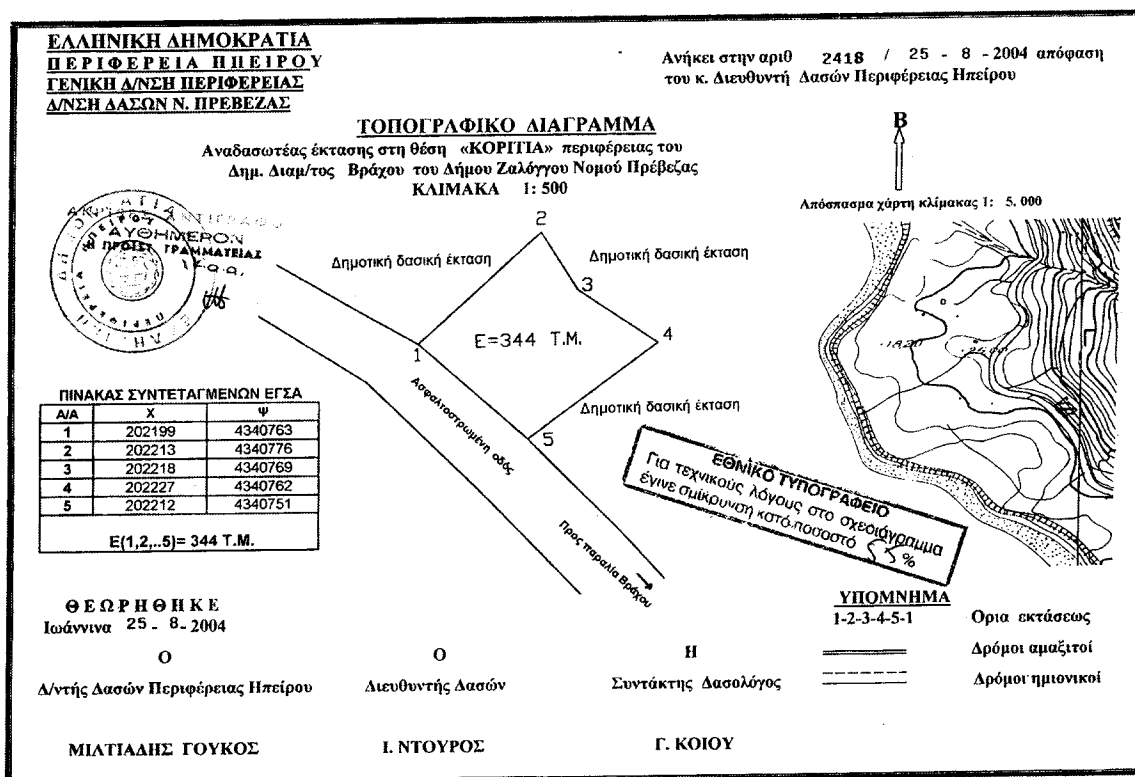 ΕΛΛΗΝΙΚΗ ΔΗΜΟΚΡΑΤΙΑ
ΠΕΡΙΦΕΡΕΙΑ ΗΠΕΙΡΟΥ
ΓΕΝΙΚΗ Δ/ΝΣΗ ΠΕΡΙΦΕΡΕΙΑΣ
Δ/ΝΣΗ ΔΑΣΩΝ Ν. ΠΡΕΒΕΖΑΣ
Ανήκει στην αριθ 2418 / 25 - 8 - 2004 απόφαση
του κ. Διευθυντή Δασών Περιφέρειας Ηπείρου
ΤΟΠΟΓΡΑΦΙΚΟ ΔΙΑΓΡΑΜΜΑ
Αναδασωτέας έκτασης στη θέση «ΚΟΡΙΤΙΑ» περιφέρειας του
Δημ. Διαμ/τος Βράχου του Δήμου Ζαλόγγου Νομού Πρέβεζας
ΚΛΙΜΑΚΑ 1: 500
Β
Απόσπασμα χάρτη κλίμακας 1: 5. 000
ΑΝΤΙΓΡΑΦΟ
ΑΥΘΗΜΕΡΟΝ
Η ΠΡΟΪΣΤ. ΓΡΑΜΜΑΤΕΙΑΣ
ΠΕΡΙΦΕΡΕΙΑ ΗΠΕΙΡΟΥ
Δημοτική δασική έκταση
2
Δημοτική δασική έκταση
3
4
1
Ε=344 Τ.Μ.
5
Δημοτική δασική έκταση
Ασφαλτοστρωμένη οδός
Προς παραλία Βράχου
ΠΙΝΑΚΑΣ ΣΥΝΤΕΤΑΓΜΕΝΩΝ ΕΓΣΑ
Α/Α Χ Ψ
1 202199 4340763
2 202213 4340776
3 202218 4340769
4 202227 4340762
5 202212 4340751
Ε(1,2,..5)= 344 Τ.Μ.
ΕΘΝΙΚΟ ΤΥΠΟΓΡΑΦΕΙΟ
Για τεχνικούς λόγους στο σχεδιάγραμμα
έγινε σμίκρυνση κατά ποσοστό %
ΘΕΩΡΗΘΗΚΕ
Ιωάννινα 25 - 8 - 2004
Ο
Δ/ντής Δασών Περιφέρειας Ηπείρου
ΜΙΛΤΙΑΔΗΣ ΓΟΥΚΟΣ
Ο
Διευθυντής Δασών
Ι. ΝΤΟΥΡΟΣ
Η
Συντάκτης Δασολόγος
Γ. ΚΟΙΟΥ
ΥΠΟΜΝΗΜΑ
1-2-3-4-5-1 Ορια εκτάσεως
Δρόμοι αμαξιτοί
Δρόμοι ημιονικοί